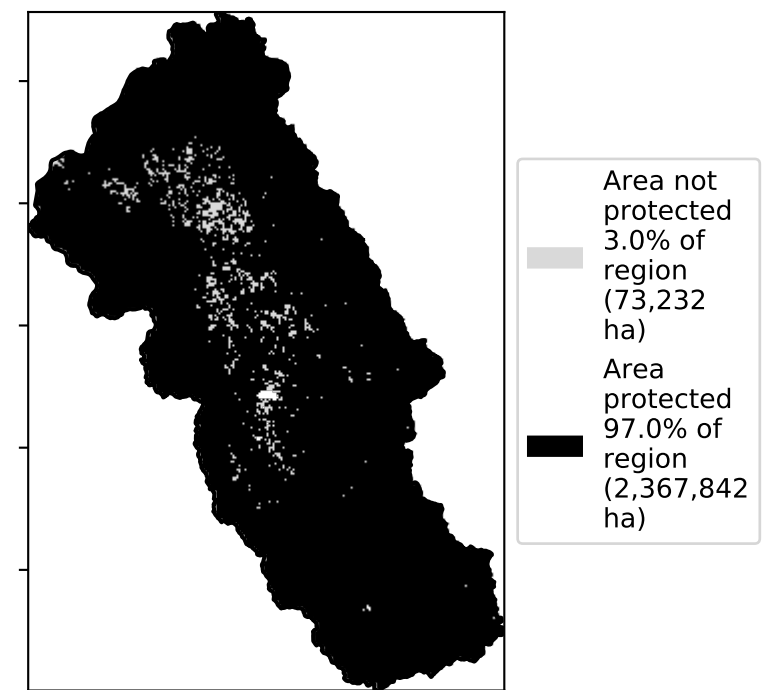 Area not
protected
3.0% of
region
(73,232
ha)
Area
protected
97.0% of
region
(2,367,842
ha)